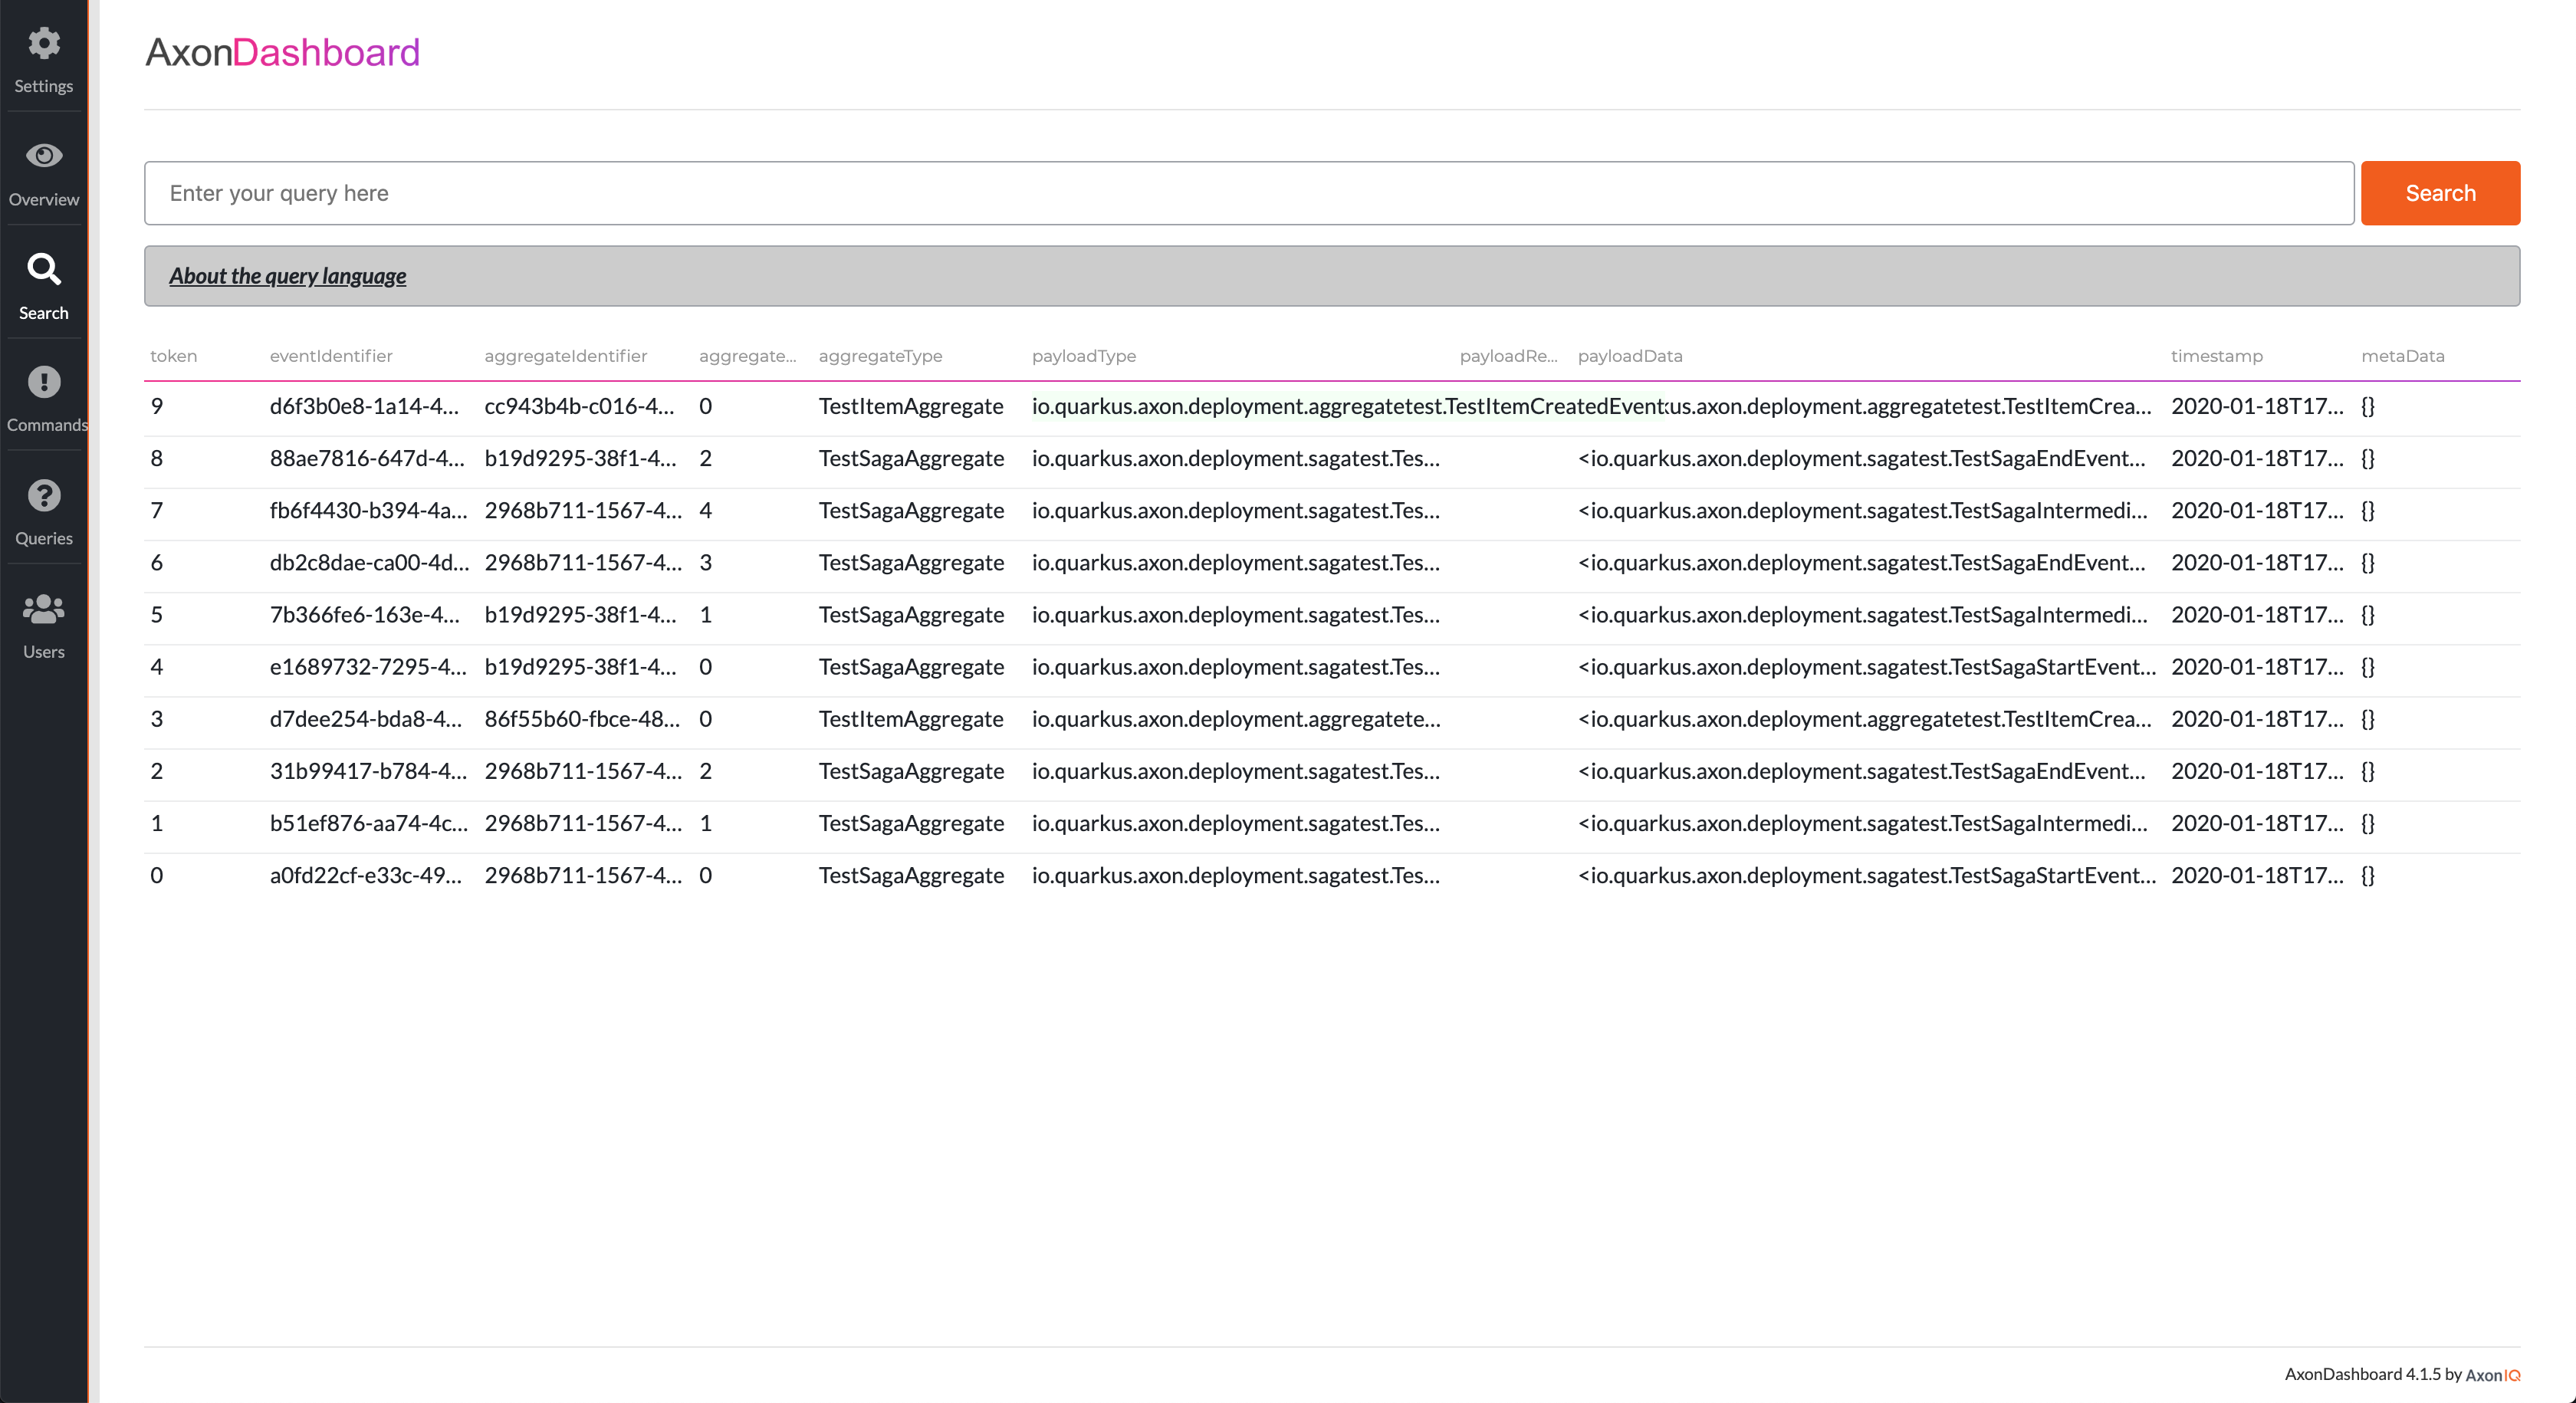 Settings
Overview
Search
Commands
Queries
Users
AxonDashboard
Enter your query here
Search
About the query language
token eventIdentifier aggregateIdentifier aggregate... aggregateType payloadType payloadRe... payloadData timestamp metaData
9 d6f3b0e8-1a14-4... cc943b4b-c016-4... 0 TestItemAggregate io.quarkus.axon.deployment.aggregatetest.TestItemCreatedEvent us.axon.deployment.aggregatetest.TestItemCrea... 2020-01-18T17... {}
8 88ae7816-647d-4... b19d9295-38f1-4... 2 TestSagaAggregate io.quarkus.axon.deployment.sagatest.Tes... <io.quarkus.axon.deployment.sagatest.TestSagaEndEvent... 2020-01-18T17... {}
7 fb6f4430-b394-4a... 2968b711-1567-4... 4 TestSagaAggregate io.quarkus.axon.deployment.sagatest.Tes... <io.quarkus.axon.deployment.sagatest.TestSagaIntermedi... 2020-01-18T17... {}
6 db2c8dae-ca00-4d... 2968b711-1567-4... 3 TestSagaAggregate io.quarkus.axon.deployment.sagatest.Tes... <io.quarkus.axon.deployment.sagatest.TestSagaEndEvent... 2020-01-18T17... {}
5 7b366fe6-163e-4... b19d9295-38f1-4... 1 TestSagaAggregate io.quarkus.axon.deployment.sagatest.Tes... <io.quarkus.axon.deployment.sagatest.TestSagaIntermedi... 2020-01-18T17... {}
4 e1689732-7295-4... b19d9295-38f1-4... 0 TestSagaAggregate io.quarkus.axon.deployment.sagatest.Tes... <io.quarkus.axon.deployment.sagatest.TestSagaStartEvent... 2020-01-18T17... {}
3 d7dee254-bda8-4... 86f55b60-fbce-48... 0 TestItemAggregate io.quarkus.axon.deployment.aggregatete... <io.quarkus.axon.deployment.aggregatetest.TestItemCrea... 2020-01-18T17... {}
2 31b99417-b784-4... 2968b711-1567-4... 2 TestSagaAggregate io.quarkus.axon.deployment.sagatest.Tes... <io.quarkus.axon.deployment.sagatest.TestSagaEndEvent... 2020-01-18T17... {}
1 b51ef876-aa74-4c... 2968b711-1567-4... 1 TestSagaAggregate io.quarkus.axon.deployment.sagatest.Tes... <io.quarkus.axon.deployment.sagatest.TestSagaIntermedi... 2020-01-18T17... {}
0 a0fd22cf-e33c-49... 2968b711-1567-4... 0 TestSagaAggregate io.quarkus.axon.deployment.sagatest.Tes... <io.quarkus.axon.deployment.sagatest.TestSagaStartEvent... 2020-01-18T17... {}
AxonDashboard 4.1.5 by AxonIQ